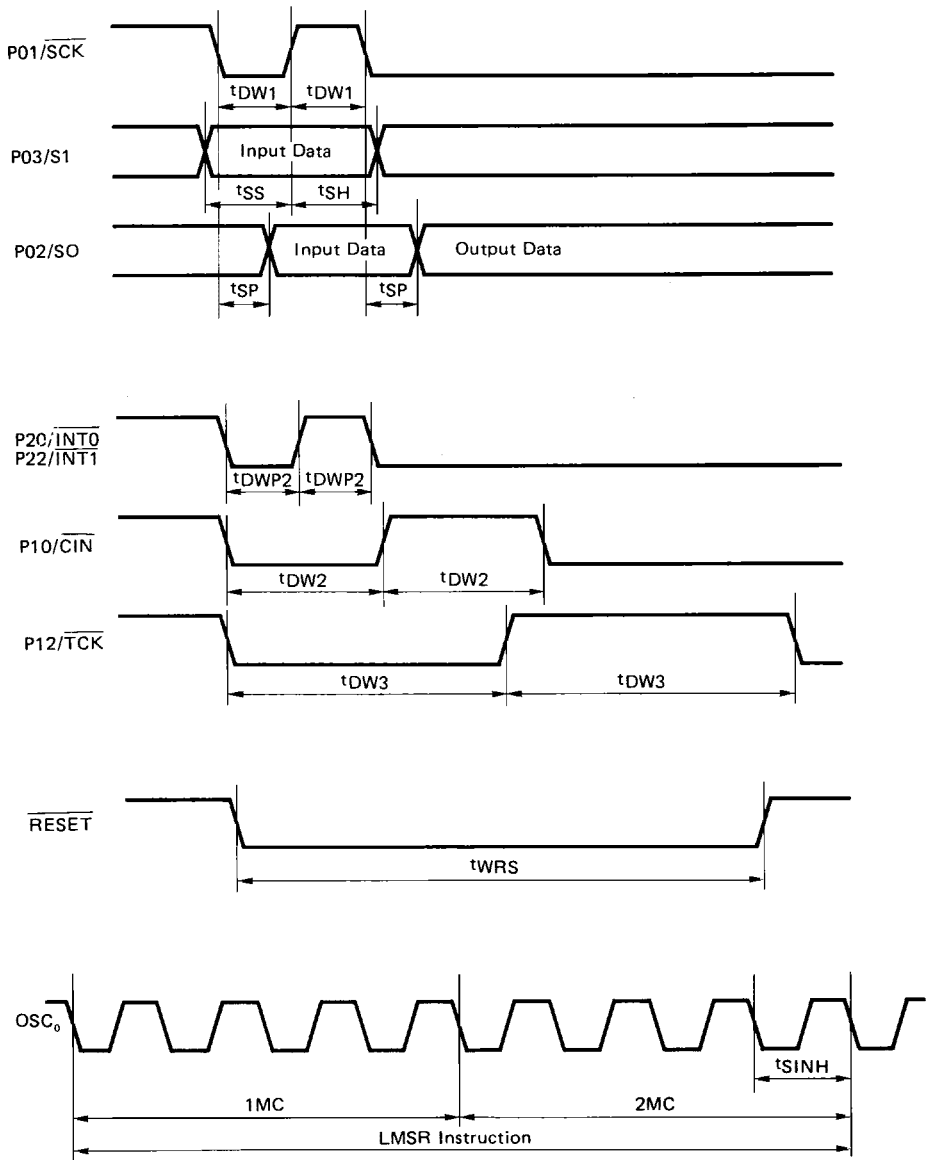 P01/SCK
tDW1 tDW1
P03/S1
Input Data
tSS tSH
P02/SO
Input Data Output Data
tSP tSP
P20/INT0
P22/INT1
tDWP2 tDWP2
P10/CIN
tDW2 tDW2
P12/TCK
tDW3 tDW3
RESET
tWRS
OSC₀
tSINH
1MC 2MC
LMSR Instruction